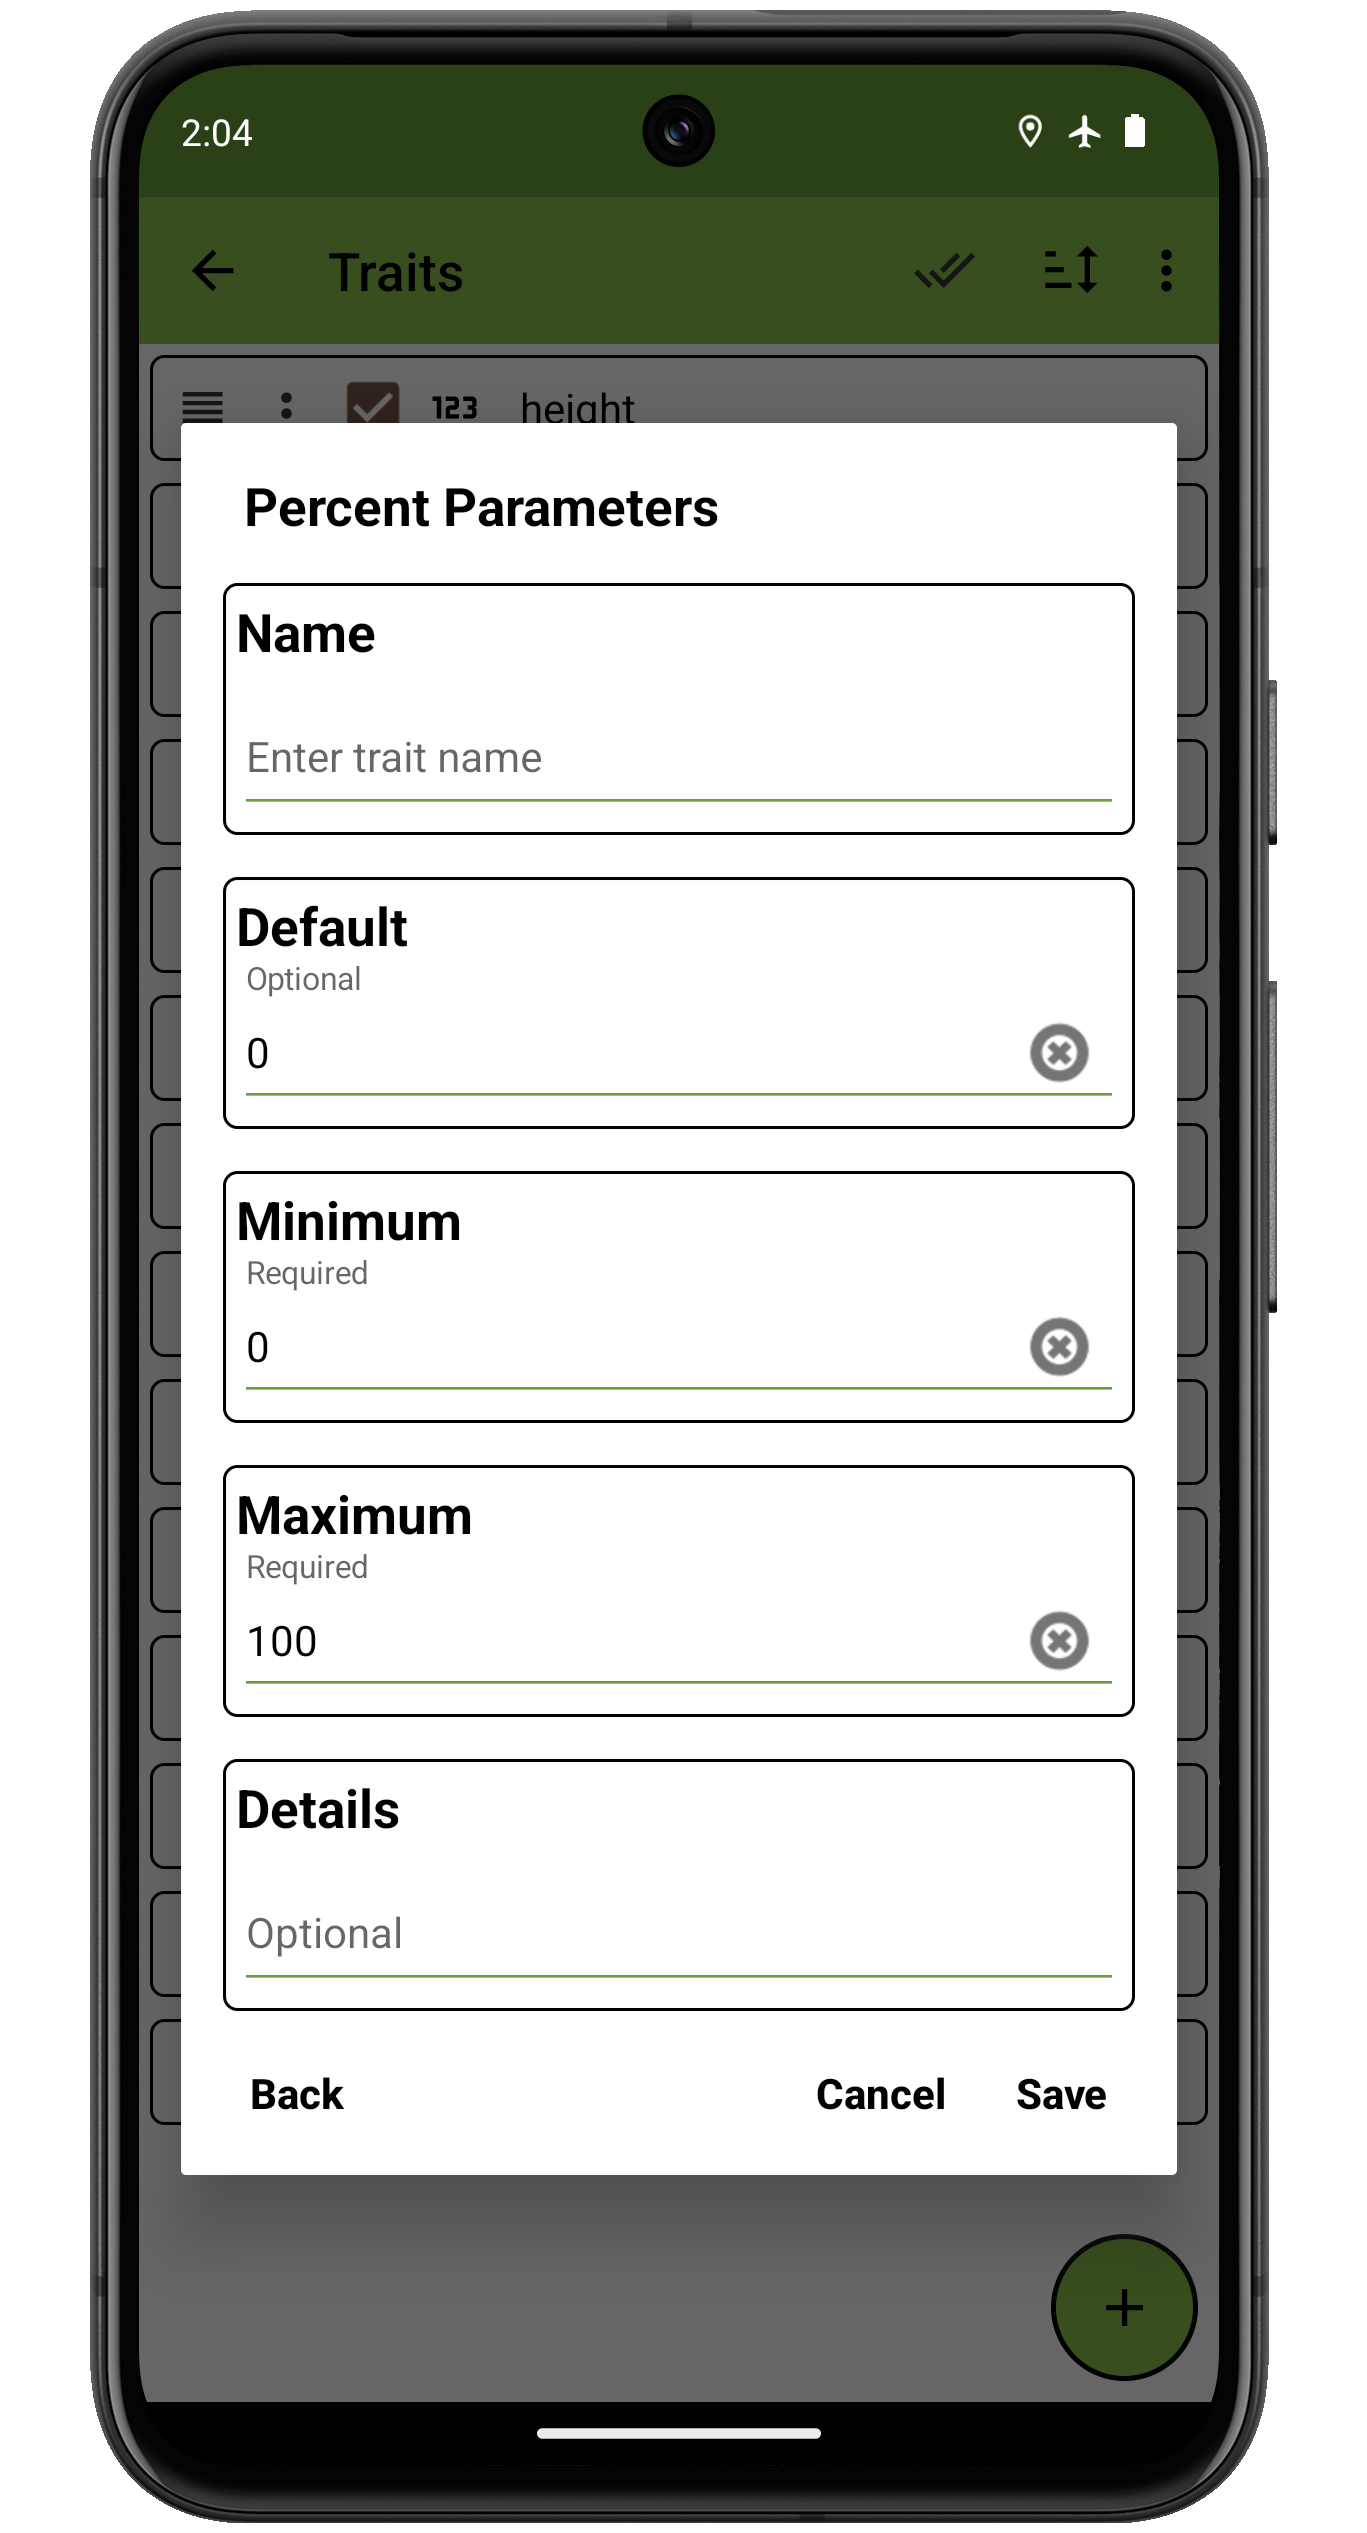 2:04
Traits
123 height
Percent Parameters
Name
Enter trait name
Default
Optional
0
Minimum
Required
0
Maximum
Required
100
Details
Optional
Back Cancel Save